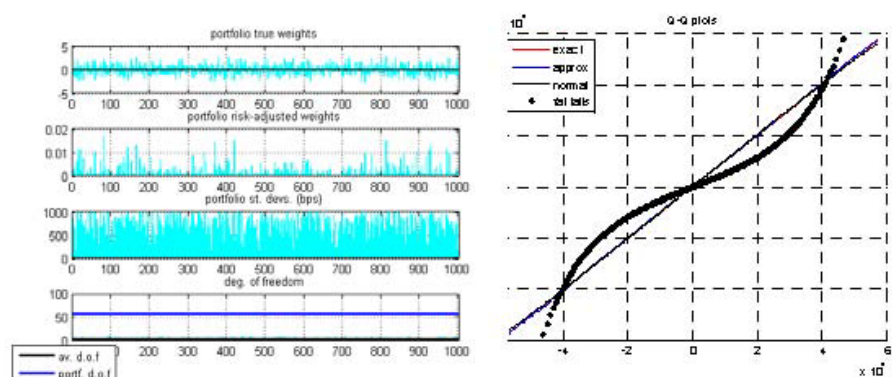 portfolio true weights
5
0
-5
0 100 200 300 400 500 600 700 800 900 1000
portfolio risk-adjusted weights
0.02
0.01
0
0 100 200 300 400 500 600 700 800 900 1000
portfolio st. devs. (bps)
1000
500
0
0 100 200 300 400 500 600 700 800 900 1000
deg. of freedom
100
50
0
0 100 200 300 400 500 600 700 800 900 1000
av. d.o.f
portf. d.o.f
Q-Q plots
exact
approx
normal
fat tails
-4 -2 0 2 4 6